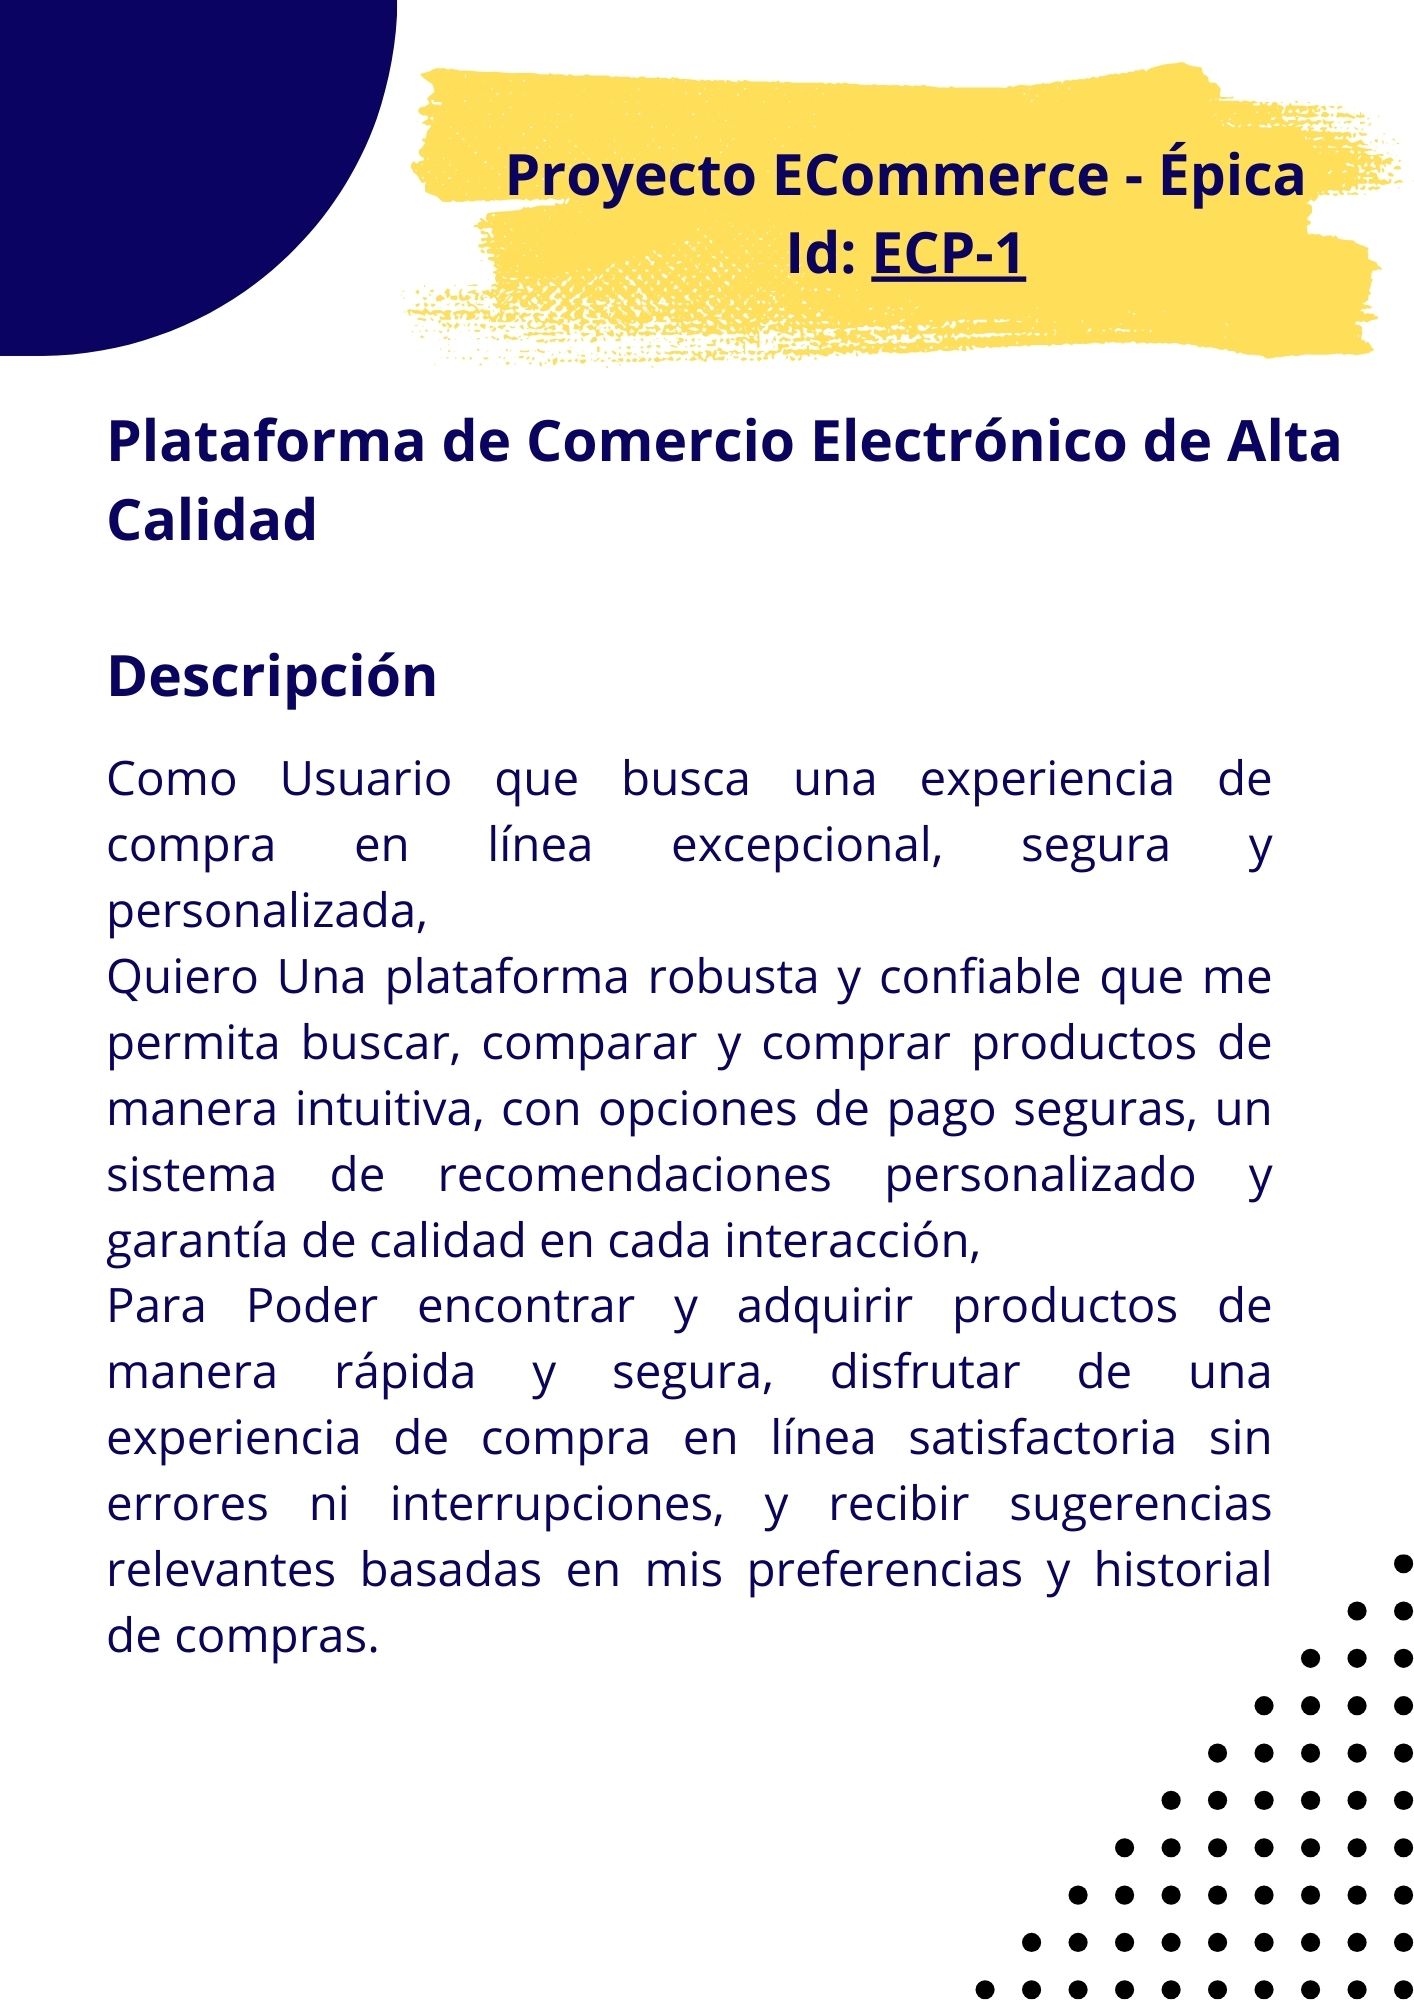 Proyecto ECommerce - Épica
Id: ECP-1
Plataforma de Comercio Electrónico de Alta
Calidad
Descripción
Como Usuario que busca una experiencia de
compra en línea excepcional, segura y
personalizada,
Quiero Una plataforma robusta y confiable que me
permita buscar, comparar y comprar productos de
manera intuitiva, con opciones de pago seguras, un
sistema de recomendaciones personalizado y
garantía de calidad en cada interacción,
Para Poder encontrar y adquirir productos de
manera rápida y segura, disfrutar de una
experiencia de compra en línea satisfactoria sin
errores ni interrupciones, y recibir sugerencias
relevantes basadas en mis preferencias y historial
de compras.